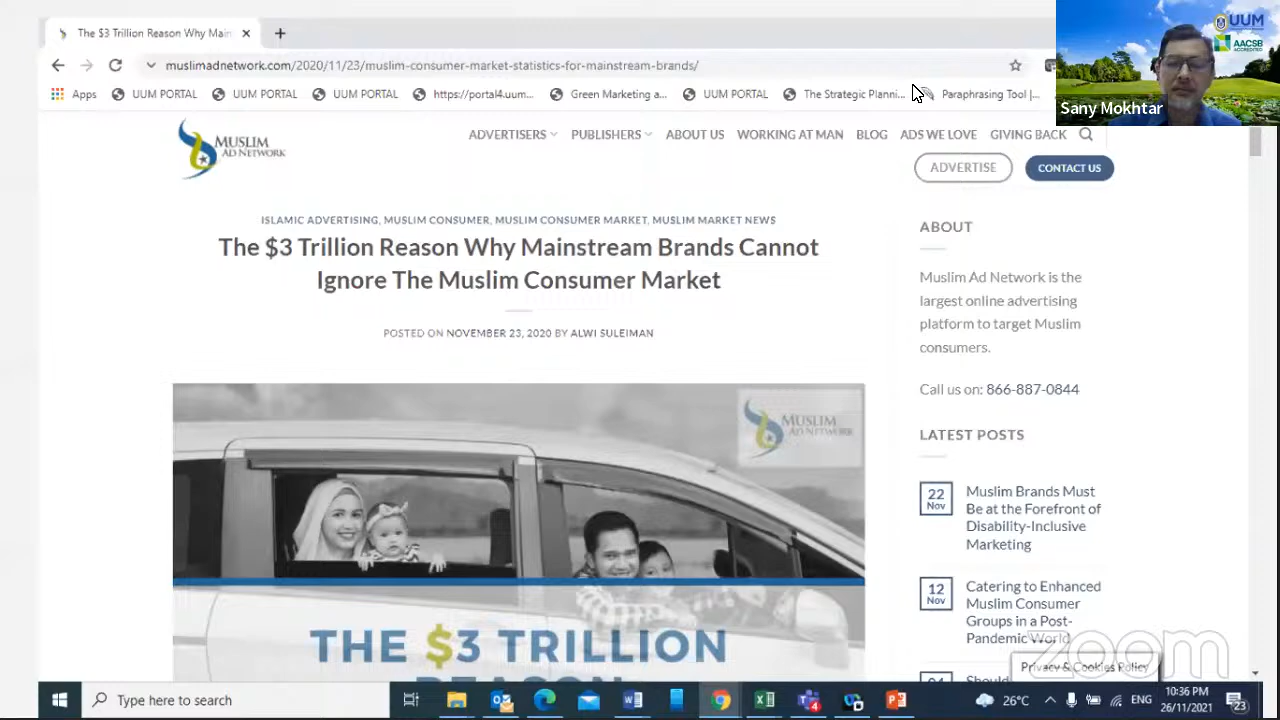 The $3 Trillion Reason Why Main
muslimadnetwork.com/2020/11/23/muslim-consumer-market-statistics-for-mainstream-brands/
Apps UUM PORTAL UUM PORTAL UUM PORTAL https://portal4.uum... Green Marketing a... UUM PORTAL The Strategic Planni... Paraphrasing Tool |...
UUM
AACSB
ACCREDITED
Sany Mokhtar
MUSLIM
AD NETWORK
ADVERTISERS PUBLISHERS ABOUT US WORKING AT MAN BLOG ADS WE LOVE GIVING BACK
ADVERTISE CONTACT US
ISLAMIC ADVERTISING, MUSLIM CONSUMER, MUSLIM CONSUMER MARKET, MUSLIM MARKET NEWS
The $3 Trillion Reason Why Mainstream Brands Cannot
Ignore The Muslim Consumer Market
POSTED ON NOVEMBER 23, 2020 BY ALWI SULEIMAN
MUSLIM
AD NETWORK
THE $3 TRILLION
ABOUT
Muslim Ad Network is the
largest online advertising
platform to target Muslim
consumers.
Call us on: 866-887-0844
LATEST POSTS
22
Nov
Muslim Brands Must
Be at the Forefront of
Disability-Inclusive
Marketing
12
Nov
Catering to Enhanced
Muslim Consumer
Groups in a Post-
Pandemic World
Should
zoom
Privacy & Cookies Policy
Type here to search
26°C
ENG
10:36 PM
26/11/2021
23